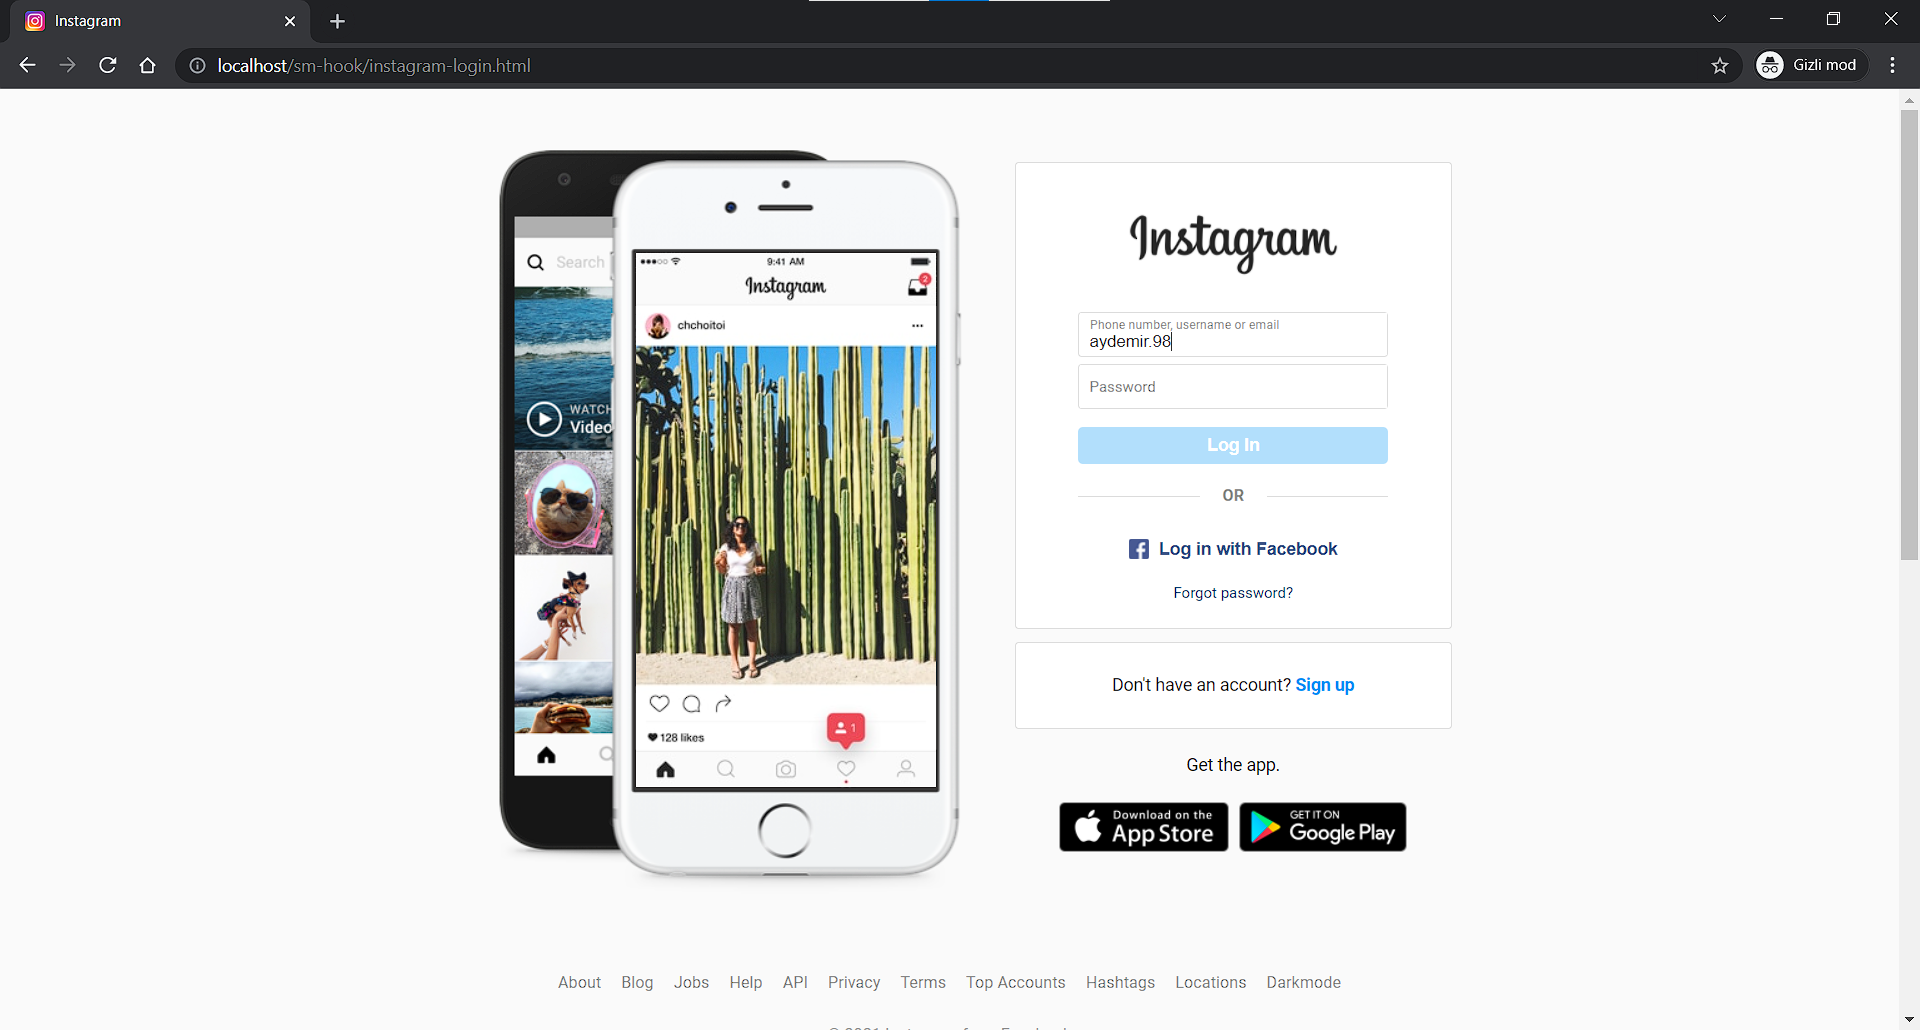 Instagram
localhost/sm-hook/instagram-login.html
Gizli mod
Search
WATCH
Video
9:41 AM
Instagram
2
chchoitoi
128 likes
1
Instagram
Phone number, username or email
aydemir.98
Password
Log In
OR
Log in with Facebook
Forgot password?
Don't have an account? Sign up
Get the app.
Download on the
App Store
GET IT ON
Google Play
About Blog Jobs Help API Privacy Terms Top Accounts Hashtags Locations Darkmode